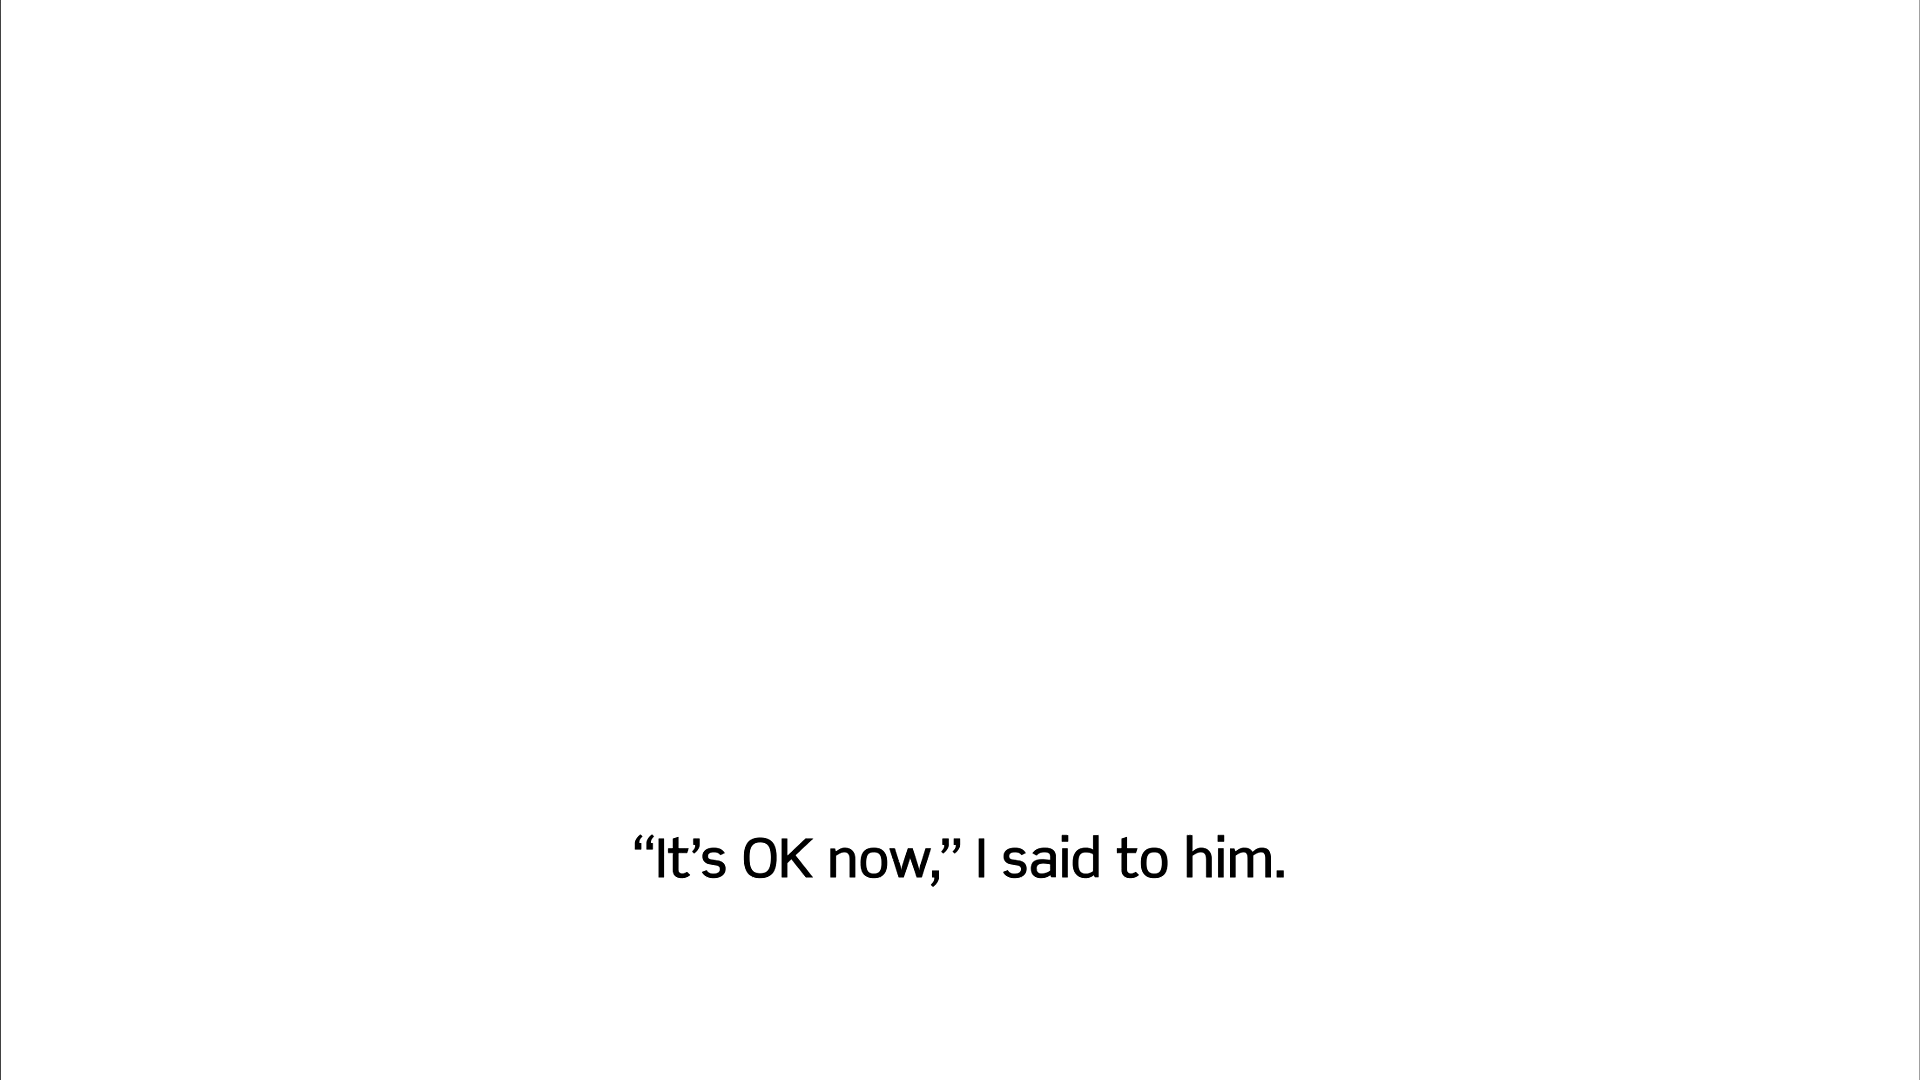 “It’s OK now,” I said to him.